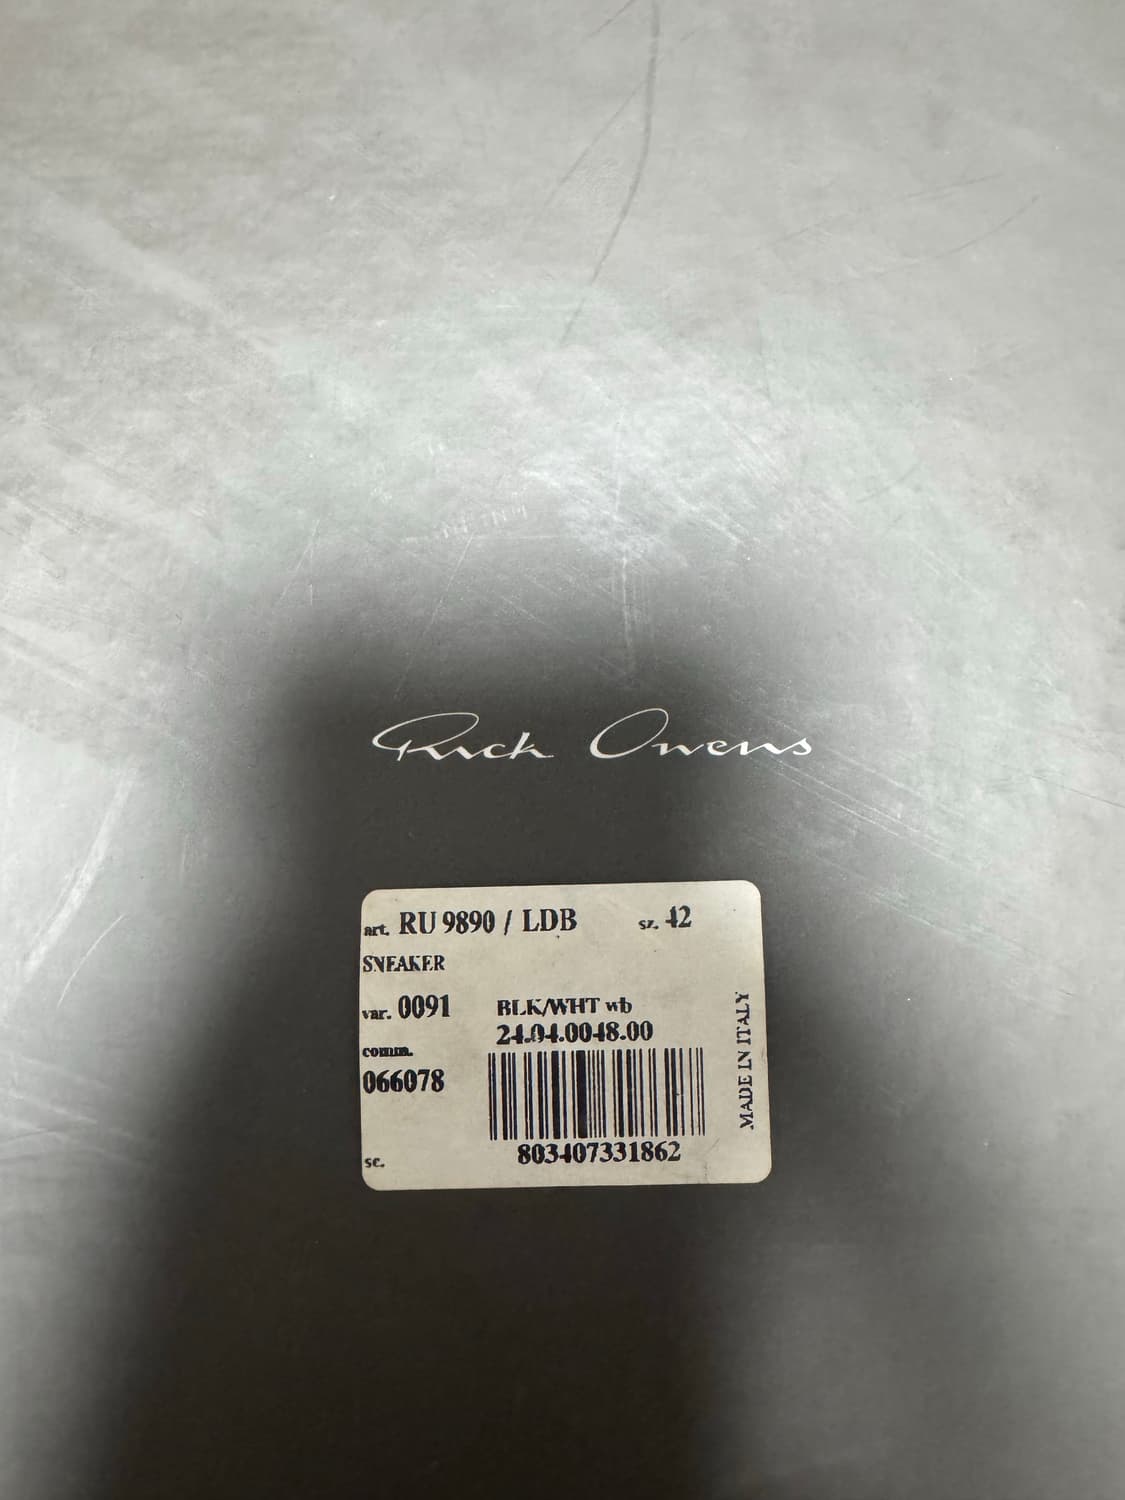 Rick Owens
art. RU 9890 / LDB sz. 42
SNEAKER
var. 0091 BLK/WHT wb
24.04.0048.00
comm.
066078
803407331862
sc.
MADE IN ITALY